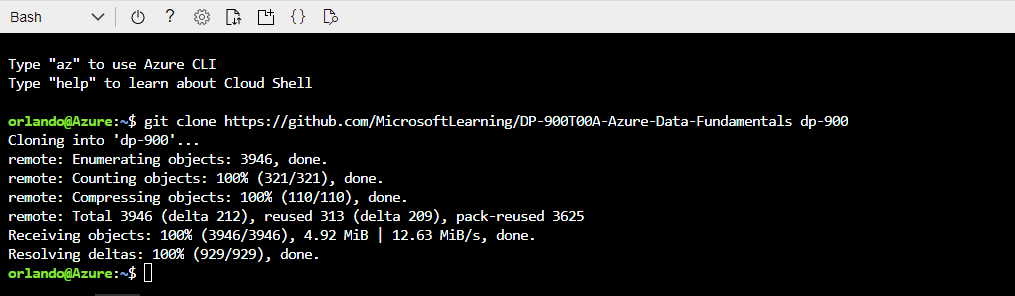 Bash
?
{}
Type "az" to use Azure CLI
Type "help" to learn about Cloud Shell
orlando@Azure:~$ git clone https://github.com/MicrosoftLearning/DP-900T00A-Azure-Data-Fundamentals dp-900
Cloning into 'dp-900'...
remote: Enumerating objects: 3946, done.
remote: Counting objects: 100% (321/321), done.
remote: Compressing objects: 100% (110/110), done.
remote: Total 3946 (delta 212), reused 313 (delta 209), pack-reused 3625
Receiving objects: 100% (3946/3946), 4.92 MiB | 12.63 MiB/s, done.
Resolving deltas: 100% (929/929), done.
orlando@Azure:~$